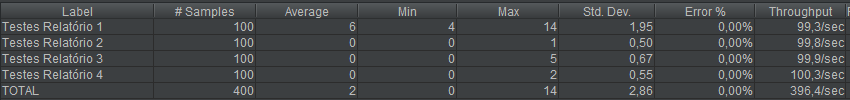 Label # Samples Average Min Max Std. Dev. Error % Throughput
Testes Relatório 1 100 6 4 14 1,95 0,00% 99,3/sec
Testes Relatório 2 100 0 0 1 0,50 0,00% 99,8/sec
Testes Relatório 3 100 0 0 5 0,67 0,00% 99,9/sec
Testes Relatório 4 100 0 0 2 0,55 0,00% 100,3/sec
TOTAL 400 2 0 14 2,86 0,00% 396,4/sec